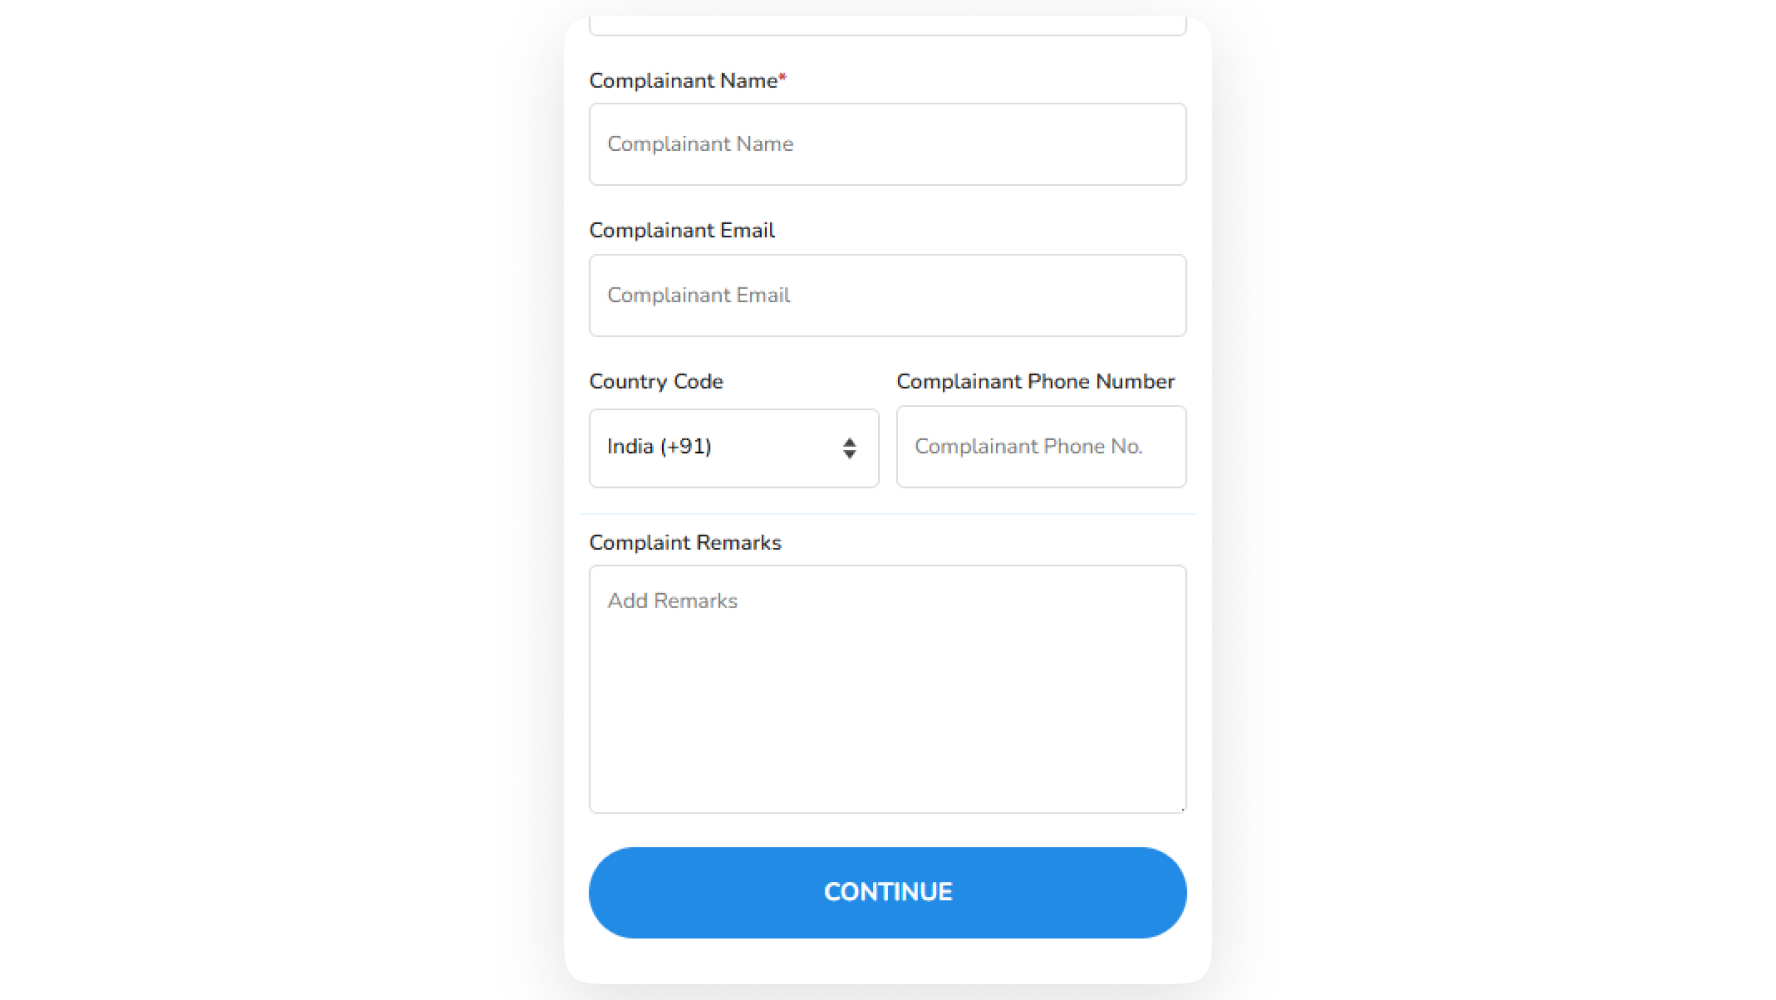 Complainant Name*
Complainant Name
Complainant Email
Complainant Email
Country Code
Complainant Phone Number
India (+91)
Complainant Phone No.
Complaint Remarks
Add Remarks
CONTINUE